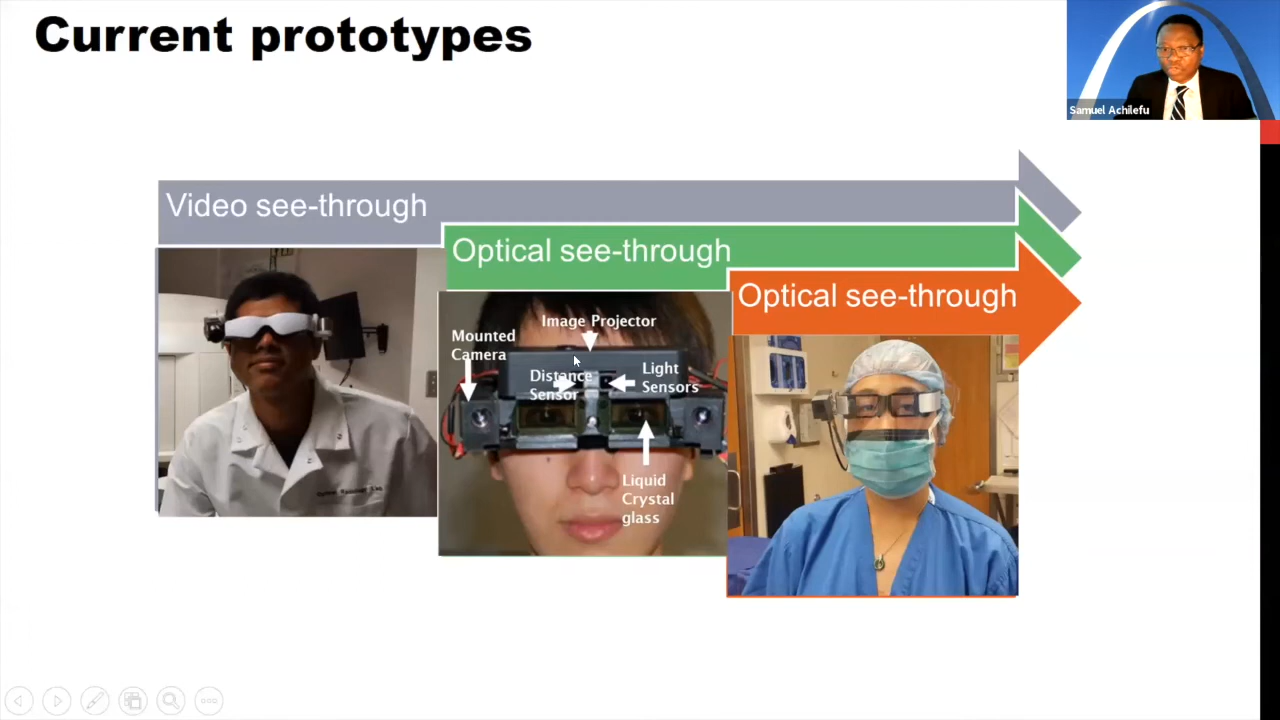 Current prototypes
Samuel Achilefu
Video see-through
Optical see-through
Optical see-through
Image Projector
Mounted
Camera
Distance
Sensor
Light
Sensors
Liquid
Crystal
glass